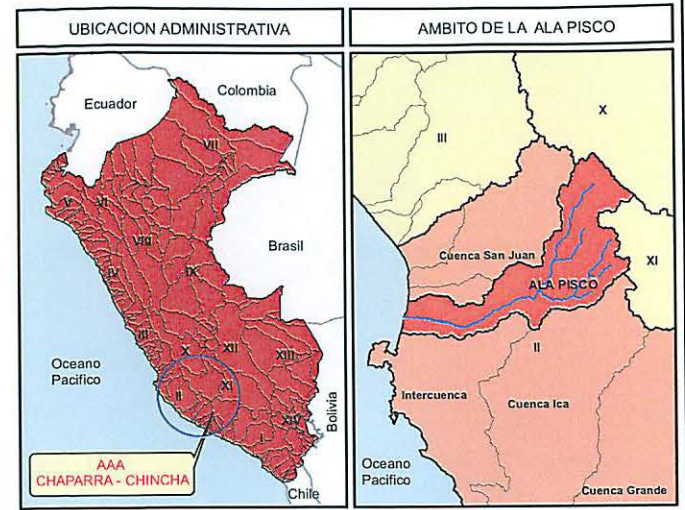 UBICACION ADMINISTRATIVA
Ecuador
Colombia
VII
V
VI
VIII
Brasil
IV
IX
III
X
XII
XIII
Oceano
Pacifico
II
XI
XIV
I
Bolivia
AAA
CHAPARRA - CHINCHA
Chile
AMBITO DE LA ALA PISCO
III
X
Cuenca San Juan
XI
ALA PISCO
II
Intercuenca
Cuenca Ica
Oceano
Pacifico
Cuenca Grande